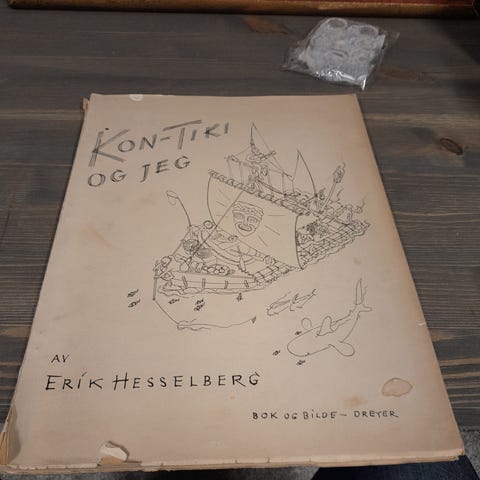 KON-TIKI
OG JEG
AV
ERIK HESSELBERG
BOK OG BILDE - DREYER